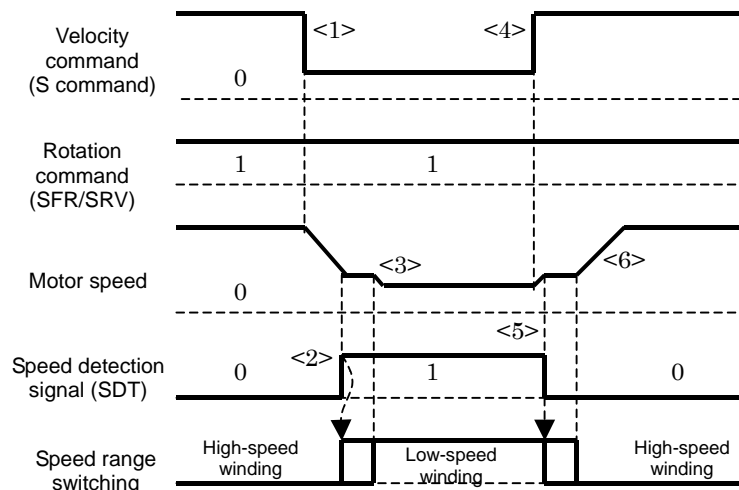 Velocity
command
(S command)
<1>
<4>
0
Rotation
command
(SFR/SRV)
1
1
Motor speed
<3>
<6>
0
Speed detection
signal (SDT)
<2>
<5>
0
1
0
Speed range
switching
High-speed
winding
Low-speed
winding
High-speed
winding